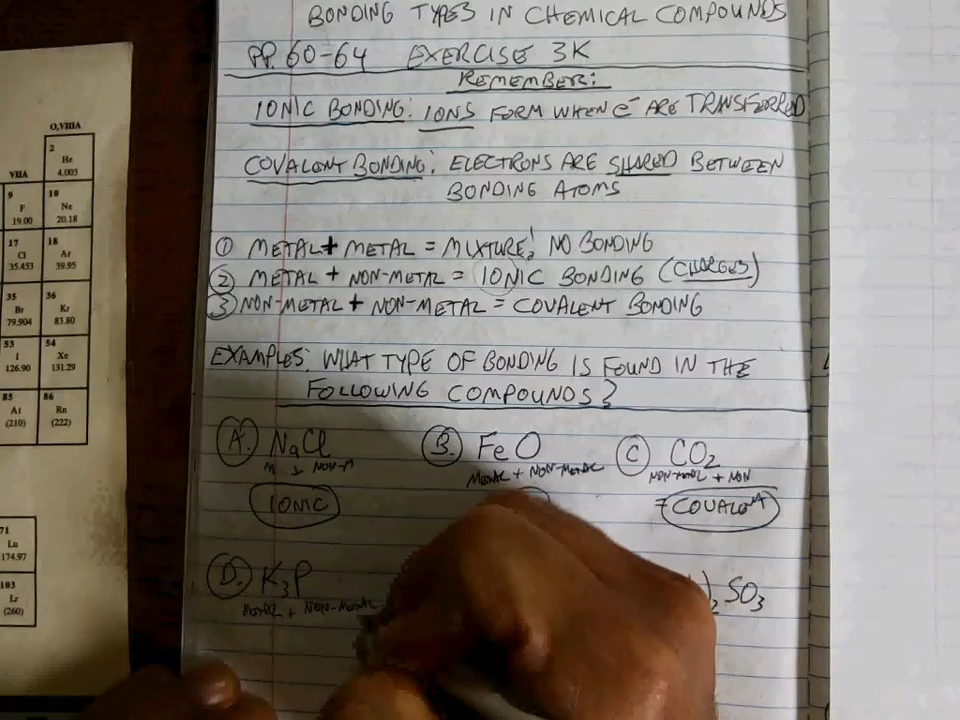 BONDING TYPES IN CHEMICAL COMPOUNDS
PP. 60-64 EXERCISE 3K
REMEMBER:
IONIC BONDING: IONS FORM WHEN e⁻ ARE TRANSFERRED
COVALENT BONDING: ELECTRONS ARE SHARED BETWEEN
BONDING ATOMS
① METAL + METAL = MIXTURE! NO BONDING
② METAL + NON-METAL = IONIC BONDING (CHARGES)
③ NON-METAL + NON-METAL = COVALENT BONDING
EXAMPLES: WHAT TYPE OF BONDING IS FOUND IN THE
FOLLOWING COMPOUNDS?
A. NaCl B. FeO C CO₂
M + NON-M METAL + NON-METAL NON-METAL + NON
IONIC = COVALENT
D. K₃P )₂SO₃
METAL + NON-METAL
O,VIIIA
2
He
VIIA 4.003
9 10
F Ne
19.00 20.18
17 18
Cl Ar
35.453 39.95
35 36
Br Kr
79.904 83.80
53 54
I Xe
126.90 131.29
85 86
At Rn
(210) (222)
71
Lu
174.97
103
Lr
(260)